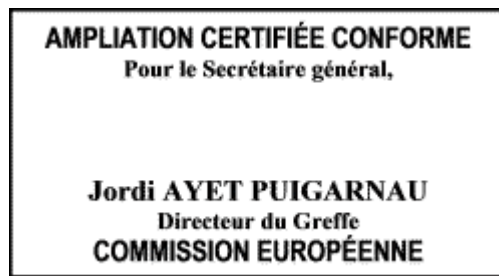 AMPLIATION CERTIFIÉE CONFORME
Pour le Secrétaire général,
Jordi AYET PUIGARNAU
Directeur du Greffe
COMMISSION EUROPÉENNE